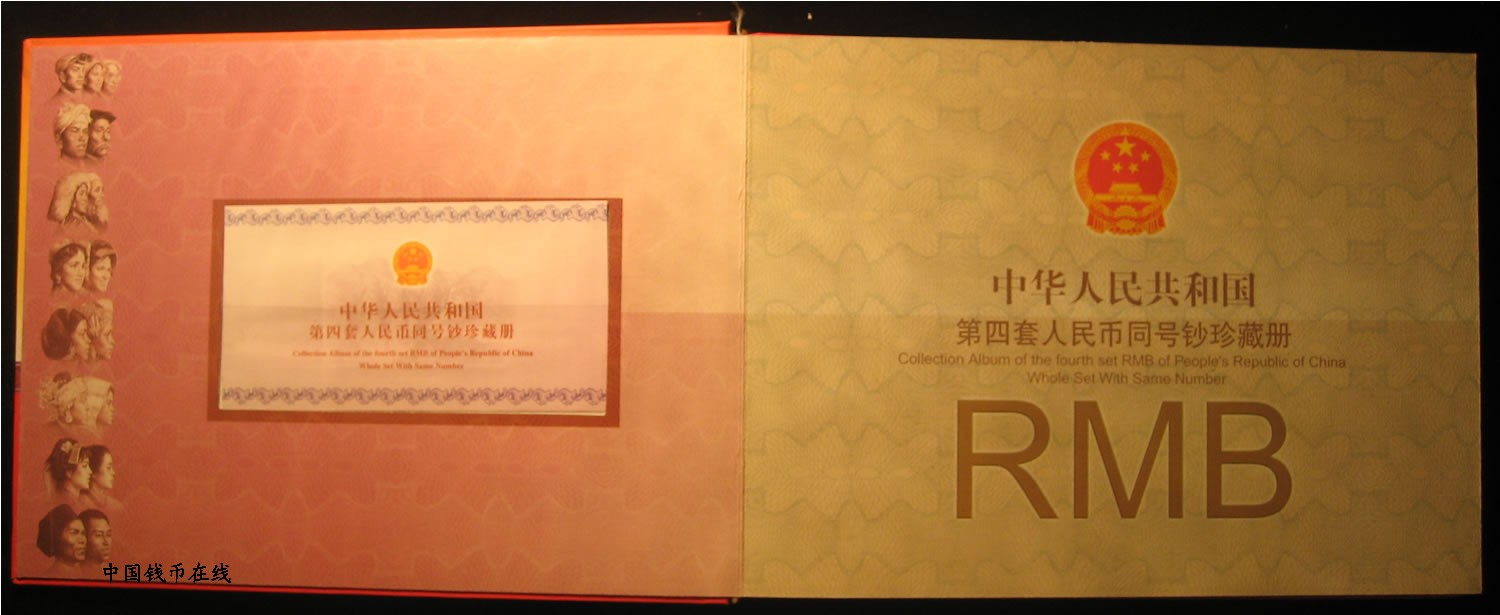 中华人民共和国
第四套人民币同号钞珍藏册
Collection Album of the fourth set RMB of People's Republic of China
Whole Set With Same Number
中国钱币在线
中华人民共和国
第四套人民币同号钞珍藏册
Collection Album of the fourth set RMB of People's Republic of China
Whole Set With Same Number
RMB